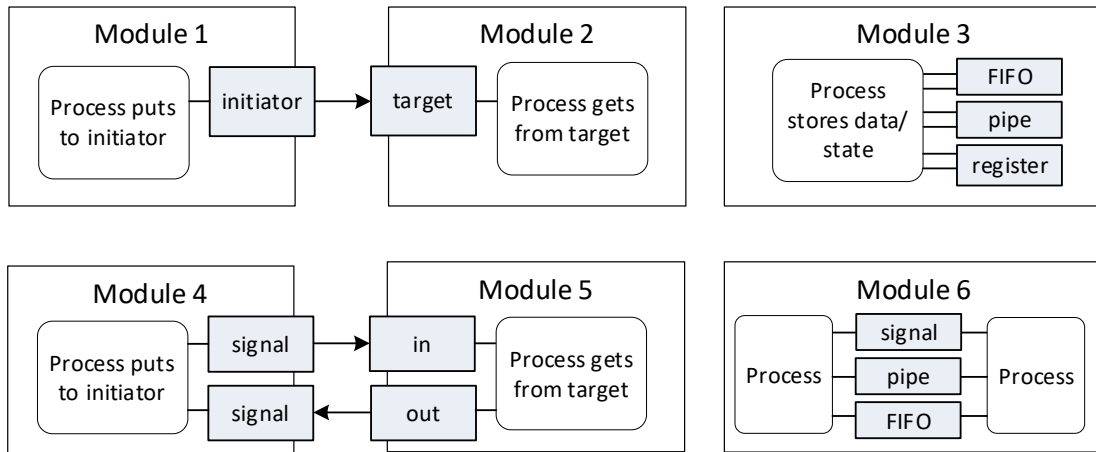 Module 1
Process puts
to initiator
initiator
Module 2
target
Process gets
from target
Module 3
Process
stores data/
state
FIFO
pipe
register
Module 4
Process puts
to initiator
signal
signal
Module 5
in
out
Process gets
from target
Module 6
Process
signal
pipe
FIFO
Process